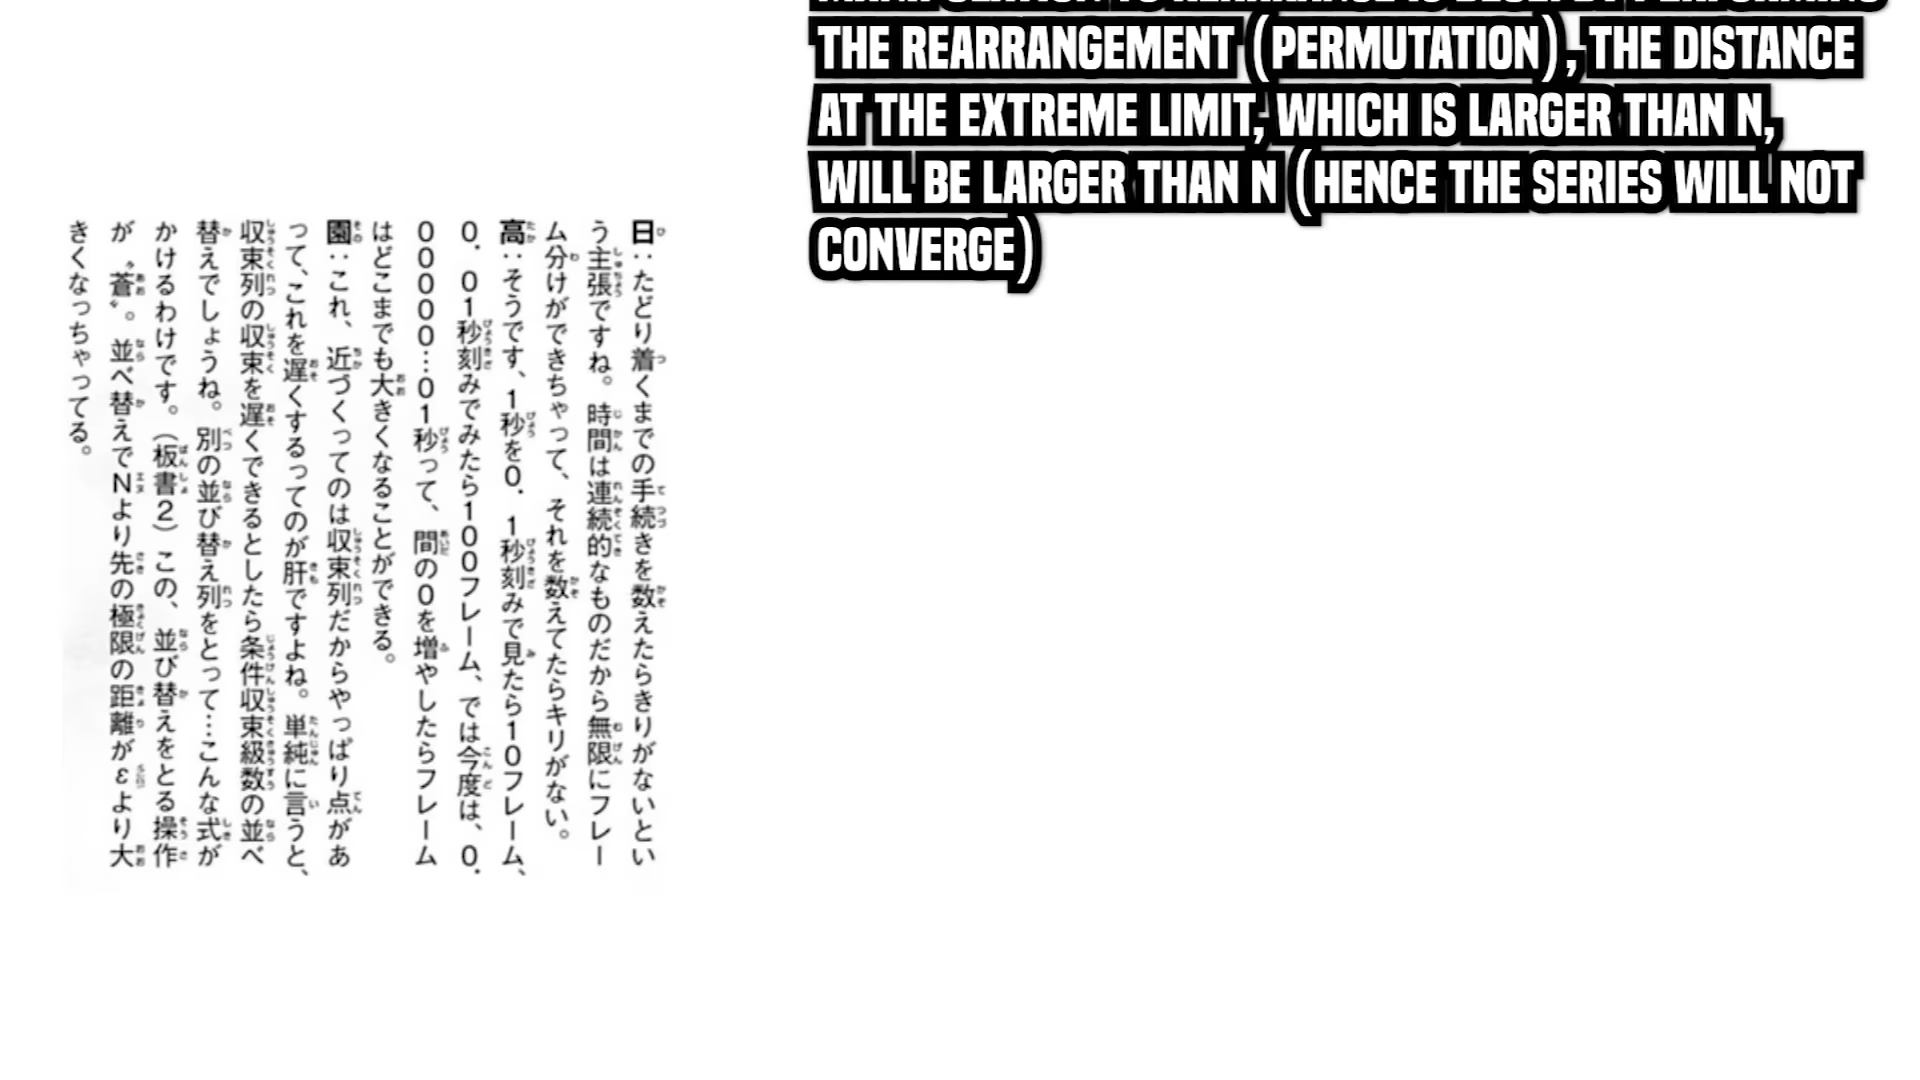 日：たどり着くまでの手続きを数えたらきりがないとい
う主張ですね。時間は連続的なものだから無限にフレー
ム分けができちゃって、それを数えてたらキリがない。
高：そうです、1秒を0．1秒刻みで見たら10フレーム、
0．01秒刻みでみたら100フレーム、では今度は、0．
00000…01秒って、間の0を増やしたらフレーム
はどこまでも大きくなることができる。
園：これ、近づくってのは収束列だからやっぱり点があ
って、これを遅くするってのが肝ですよね。単純に言うと、
収束列の収束を遅くできるとしたら条件収束級数の並べ
替えでしょうね。別の並び替え列をとって…こんな式が
かけるわけです。（板書2）この、並び替えをとる操作
が〝蒼〟。並べ替えでNより先の極限の距離がεより大
きくなっちゃってる。
THE REARRANGEMENT (PERMUTATION), THE DISTANCE
AT THE EXTREME LIMIT, WHICH IS LARGER THAN N,
WILL BE LARGER THAN N (HENCE THE SERIES WILL NOT
CONVERGE)